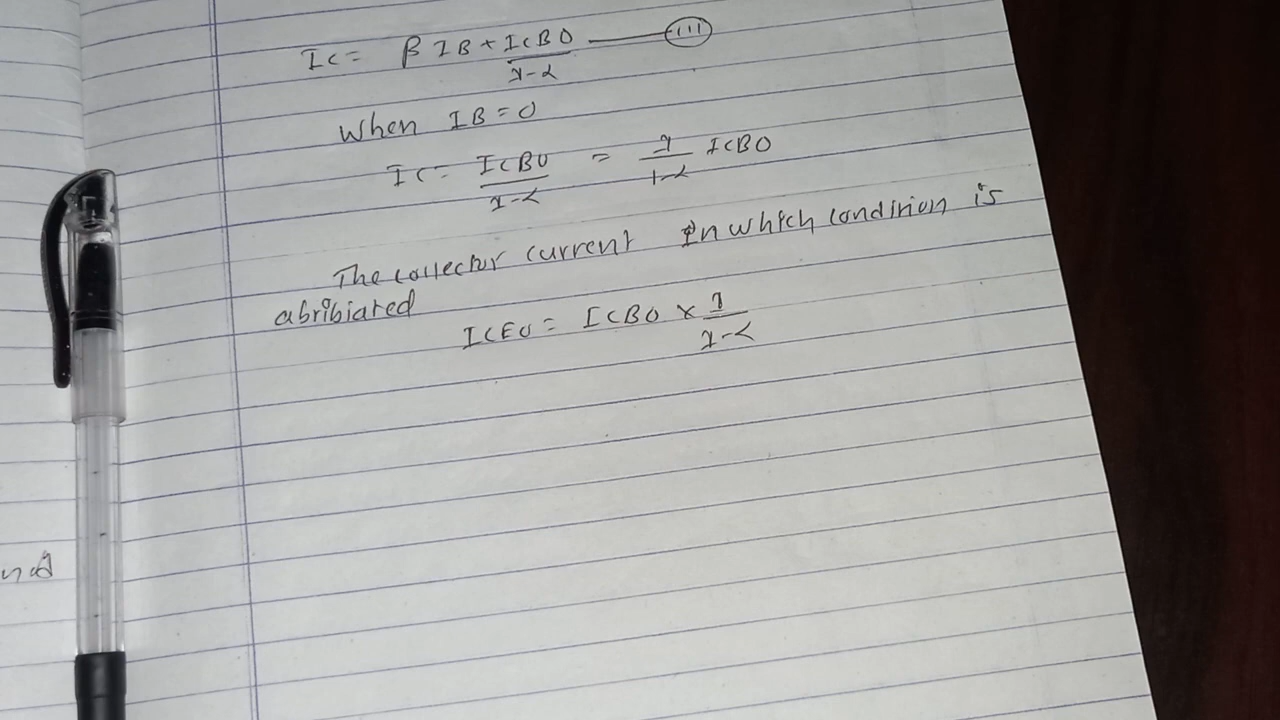 IC = β IB + ICBO/1-α —— (III)
When IB = 0
IC = ICBO/1-α = 1/1-α ICBO
The collector current In which condition is
abribiated
ICEO = ICBO × 1/1-α